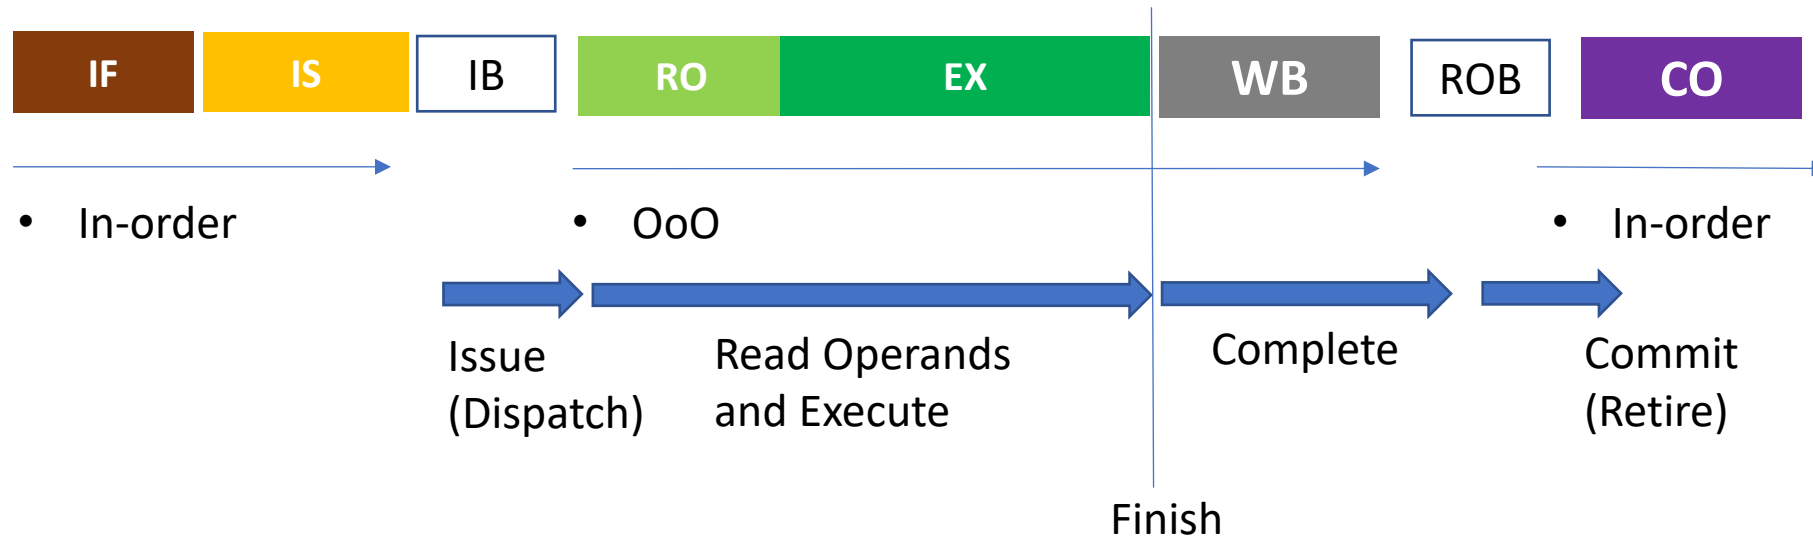 IF IS IB RO EX WB ROB CO
• In-order • OoO • In-order
Issue
(Dispatch)
Read Operands
and Execute
Complete
Commit
(Retire)
Finish